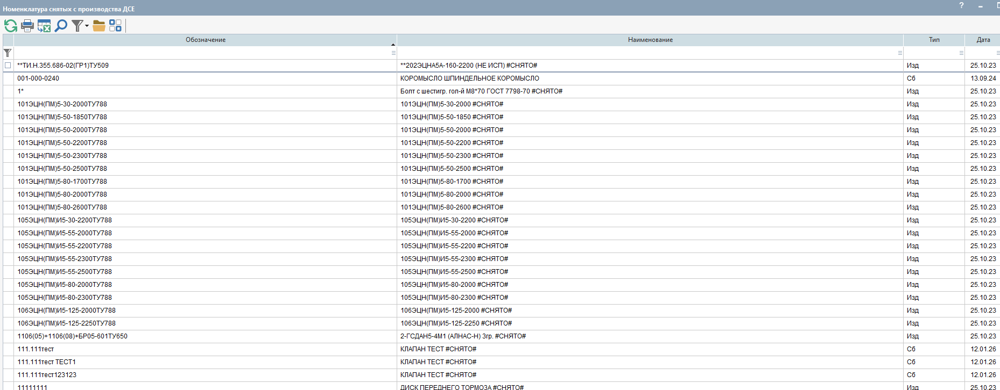 Номенклатура снятых с производства ДСЕ
Обозначение Наименование Тип Дата
**ТИ.Н.355.686-02(ГР1)ТУ509 **202ЭЦНА5А-160-2200 (НЕ ИСП) #СНЯТО# Изд 25.10.23
001-000-0240 КОРОМЫСЛО ШПИНДЕЛЬНОЕ КОРОМЫСЛО Сб 13.09.24
1* Болт с шестигр. гол-й М8*70 ГОСТ 7798-70 #СНЯТО# Изд 25.10.23
101ЭЦН(ПМ)5-30-2000ТУ788 101ЭЦН(ПМ)5-30-2000 #СНЯТО# Изд 25.10.23
101ЭЦН(ПМ)5-50-1850ТУ788 101ЭЦН(ПМ)5-50-1850 #СНЯТО# Изд 25.10.23
101ЭЦН(ПМ)5-50-2000ТУ788 101ЭЦН(ПМ)5-50-2000 #СНЯТО# Изд 25.10.23
101ЭЦН(ПМ)5-50-2200ТУ788 101ЭЦН(ПМ)5-50-2200 #СНЯТО# Изд 25.10.23
101ЭЦН(ПМ)5-50-2300ТУ788 101ЭЦН(ПМ)5-50-2300 #СНЯТО# Изд 25.10.23
101ЭЦН(ПМ)5-50-2500ТУ788 101ЭЦН(ПМ)5-50-2500 #СНЯТО# Изд 25.10.23
101ЭЦН(ПМ)5-80-1700ТУ788 101ЭЦН(ПМ)5-80-1700 #СНЯТО# Изд 25.10.23
101ЭЦН(ПМ)5-80-2000ТУ788 101ЭЦН(ПМ)5-80-2000 #СНЯТО# Изд 25.10.23
101ЭЦН(ПМ)5-80-2600ТУ788 101ЭЦН(ПМ)5-80-2600 #СНЯТО# Изд 25.10.23
105ЭЦН(ПМ)И5-30-2200ТУ788 105ЭЦН(ПМ)И5-30-2200 #СНЯТО# Изд 25.10.23
105ЭЦН(ПМ)И5-55-2000ТУ788 105ЭЦН(ПМ)И5-55-2000 #СНЯТО# Изд 25.10.23
105ЭЦН(ПМ)И5-55-2200ТУ788 105ЭЦН(ПМ)И5-55-2200 #СНЯТО# Изд 25.10.23
105ЭЦН(ПМ)И5-55-2300ТУ788 105ЭЦН(ПМ)И5-55-2300 #СНЯТО# Изд 25.10.23
105ЭЦН(ПМ)И5-55-2500ТУ788 105ЭЦН(ПМ)И5-55-2500 #СНЯТО# Изд 25.10.23
105ЭЦН(ПМ)И5-80-2000ТУ788 105ЭЦН(ПМ)И5-80-2000 #СНЯТО# Изд 25.10.23
105ЭЦН(ПМ)И5-80-2300ТУ788 105ЭЦН(ПМ)И5-80-2300 #СНЯТО# Изд 25.10.23
106ЭЦН(ПМ)И5-125-2000ТУ788 106ЭЦН(ПМ)И5-125-2000 #СНЯТО# Изд 25.10.23
106ЭЦН(ПМ)И5-125-2250ТУ788 106ЭЦН(ПМ)И5-125-2250 #СНЯТО# Изд 25.10.23
1106(05)+1106(08)+БР05-601ТУ650 2-ГСДАН5-4М1 (АЛНАС-Н) 3гр. #СНЯТО# Изд 25.10.23
111.111тест КЛАПАН ТЕСТ #СНЯТО# Сб 12.01.26
111.111тест ТЕСТ1 КЛАПАН ТЕСТ #СНЯТО# Сб 12.01.26
111.111тест123123 КЛАПАН ТЕСТ #СНЯТО# Сб 12.01.26
11111111 ДИСК ПЕРЕДНЕГО ТОРМОЗА #СНЯТО# Изд 25.10.23